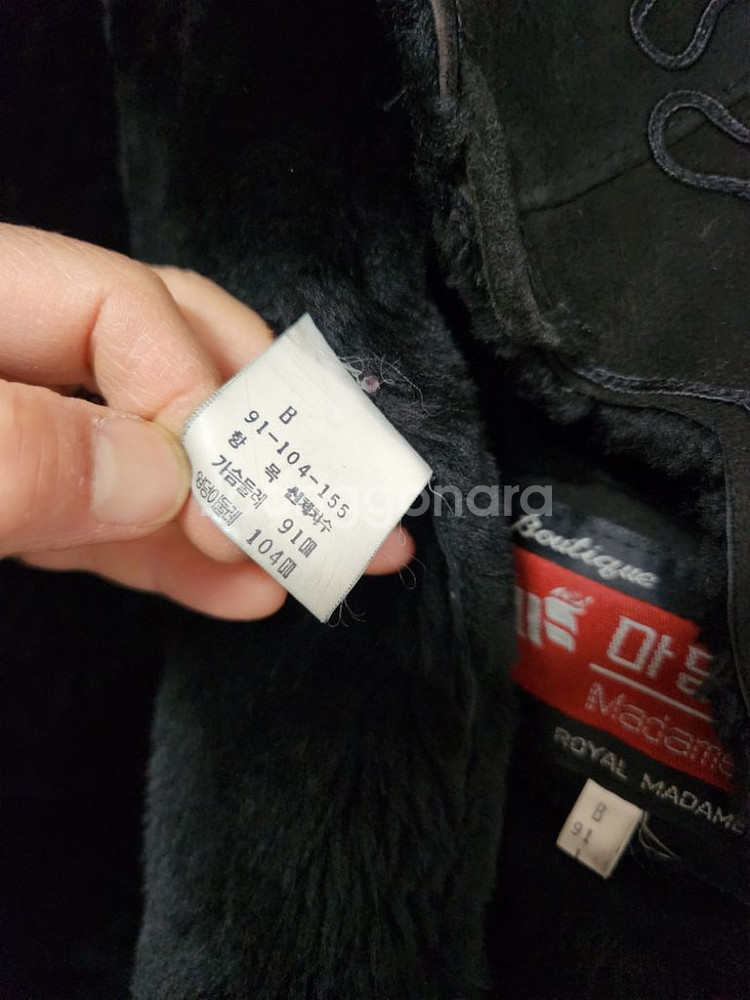 B
91-104-155
항 목 신체치수
가슴둘레 91㎝
엉덩이둘레 104㎝
Boutique
마담
Madame
ROYAL MADAME
B
91